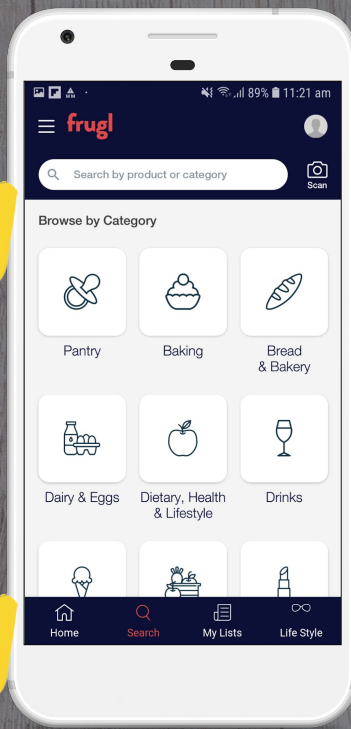 89% 11:21 am
frugl
Search by product or category
Scan
Browse by Category
Pantry
Baking
Bread
& Bakery
Dairy & Eggs
Dietary, Health
& Lifestyle
Drinks
Home
Search
My Lists
Life Style